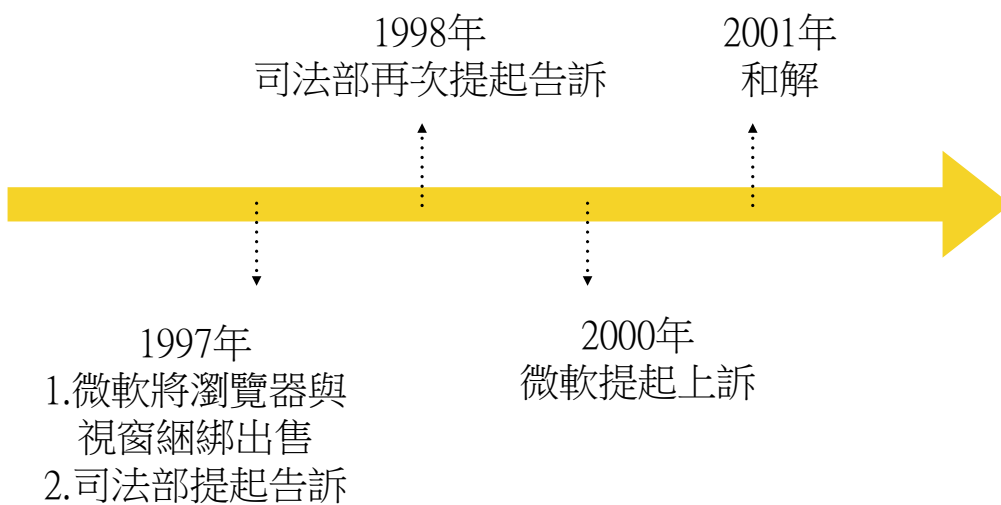 1998年
司法部再次提起告訴
2001年
和解
1997年
1.微軟將瀏覽器與
視窗綑綁出售
2.司法部提起告訴
2000年
微軟提起上訴